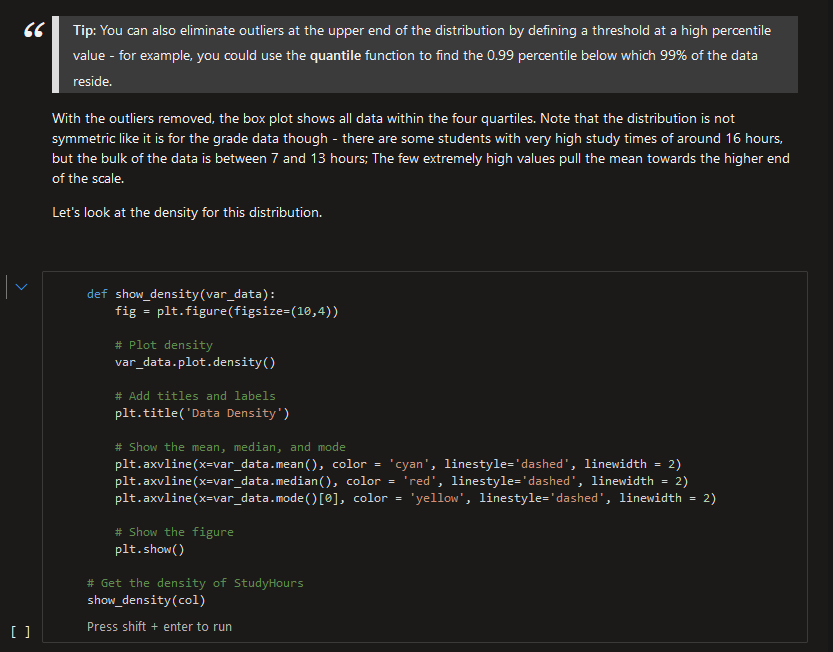 “ Tip: You can also eliminate outliers at the upper end of the distribution by defining a threshold at a high percentile
value - for example, you could use the quantile function to find the 0.99 percentile below which 99% of the data
reside.
With the outliers removed, the box plot shows all data within the four quartiles. Note that the distribution is not
symmetric like it is for the grade data though - there are some students with very high study times of around 16 hours,
but the bulk of the data is between 7 and 13 hours; The few extremely high values pull the mean towards the higher end
of the scale.
Let's look at the density for this distribution.
def show_density(var_data):
    fig = plt.figure(figsize=(10,4))
    # Plot density
    var_data.plot.density()
    # Add titles and labels
    plt.title('Data Density')
    # Show the mean, median, and mode
    plt.axvline(x=var_data.mean(), color = 'cyan', linestyle='dashed', linewidth = 2)
    plt.axvline(x=var_data.median(), color = 'red', linestyle='dashed', linewidth = 2)
    plt.axvline(x=var_data.mode()[0], color = 'yellow', linestyle='dashed', linewidth = 2)
    # Show the figure
    plt.show()
# Get the density of StudyHours
show_density(col)
Press shift + enter to run
[ ]